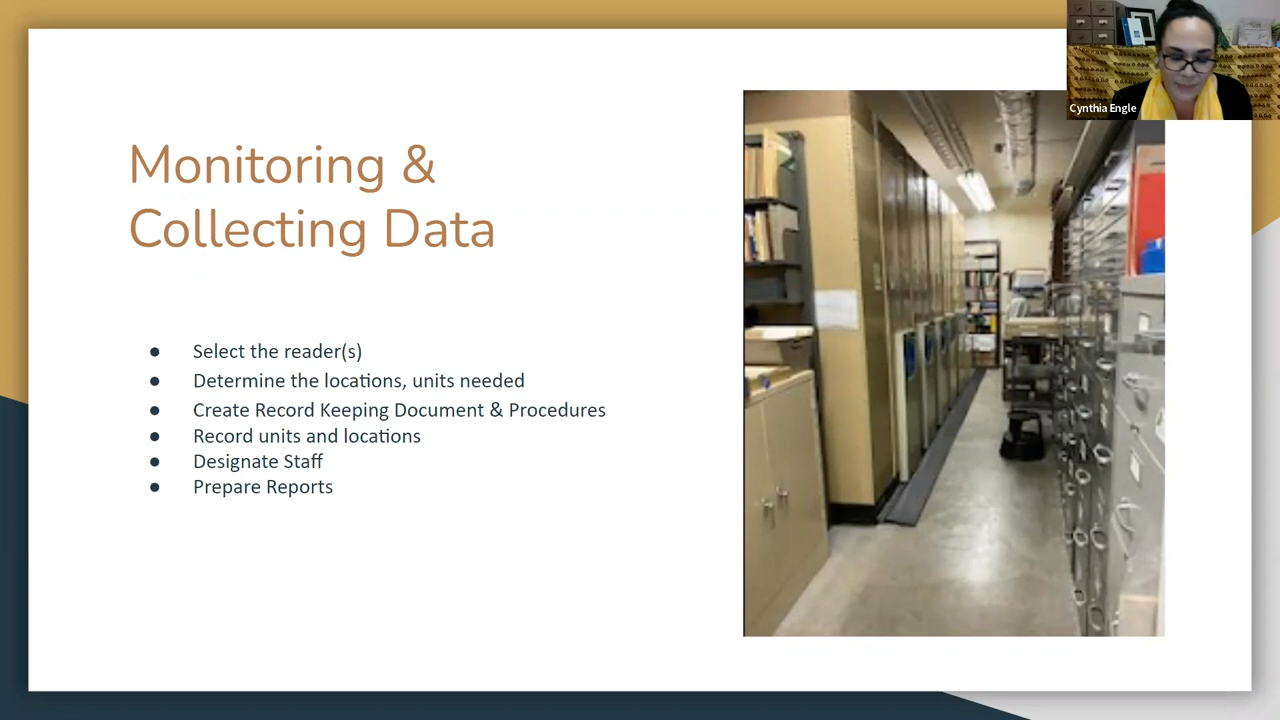 Cynthia Engle
Monitoring &
Collecting Data
● Select the reader(s)
● Determine the locations, units needed
● Create Record Keeping Document & Procedures
● Record units and locations
● Designate Staff
● Prepare Reports